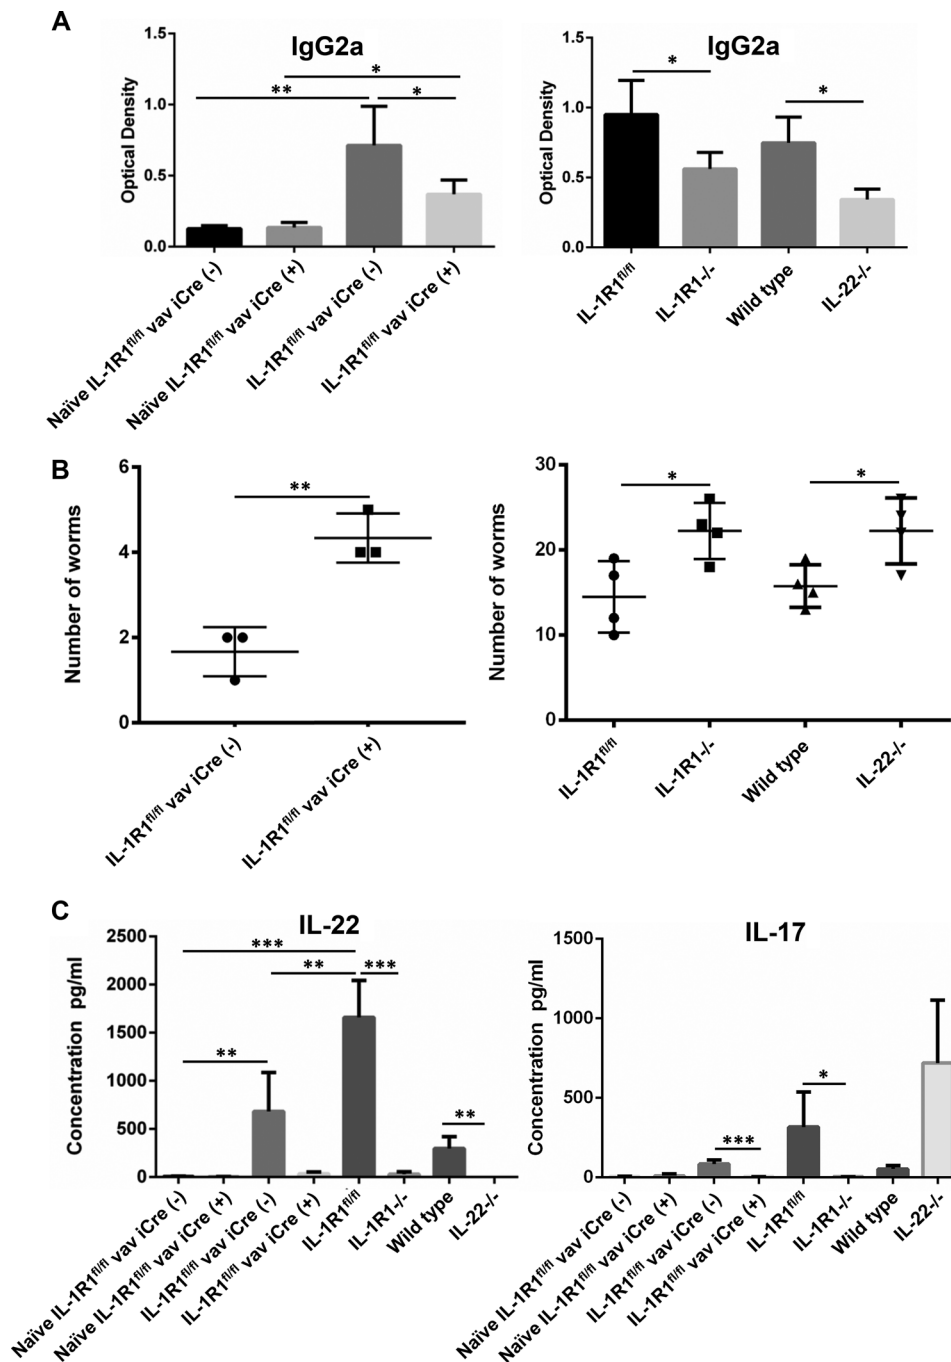 A
IgG2a
Optical Density
1.5
1.0
0.5
0.0
**
*
*
Naïve IL-1R1fl/fl vav iCre (-)
Naïve IL-1R1fl/fl vav iCre (+)
IL-1R1fl/fl vav iCre (-)
IL-1R1fl/fl vav iCre (+)
IgG2a
Optical Density
1.5
1.0
0.5
0.0
*
*
IL-1R1fl/fl
IL-1R1-/-
Wild type
IL-22-/-
B
Number of worms
6
4
2
0
**
IL-1R1fl/fl vav iCre (-)
IL-1R1fl/fl vav iCre (+)
Number of worms
30
20
10
0
*
*
IL-1R1fl/fl
IL-1R1-/-
Wild type
IL-22-/-
C
IL-22
Concentration pg/ml
2500
2000
1500
1000
500
0
***
**
***
**
**
Naïve IL-1R1fl/fl vav iCre (-)
Naïve IL-1R1fl/fl vav iCre (+)
IL-1R1fl/fl vav iCre (-)
IL-1R1fl/fl vav iCre (+)
IL-1R1fl/fl
IL-1R1-/-
Wild type
IL-22-/-
IL-17
Concentration pg/ml
1500
1000
500
0
***
*
Naïve IL-1R1fl/fl vav iCre (-)
Naïve IL-1R1fl/fl vav iCre (+)
IL-1R1fl/fl vav iCre (-)
IL-1R1fl/fl vav iCre (+)
IL-1R1fl/fl
IL-1R1-/-
Wild type
IL-22-/-